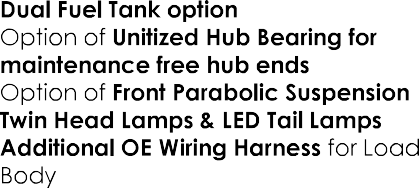 Dual Fuel Tank option
Option of Unitized Hub Bearing for
maintenance free hub ends
Option of Front Parabolic Suspension
Twin Head Lamps & LED Tail Lamps
Additional OE Wiring Harness for Load
Body